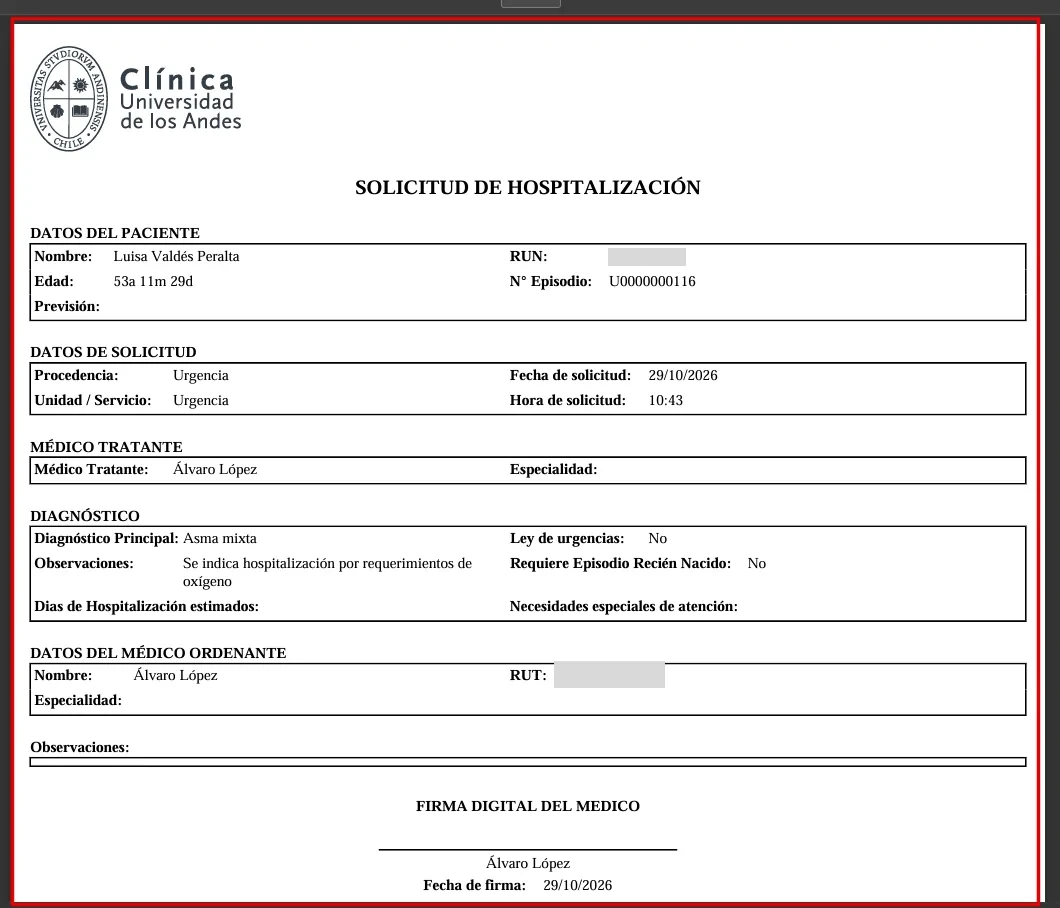 VNIVERSITAS STVDIORVM ANDINENSIS
• CHILE •
Clínica
Universidad
de los Andes
SOLICITUD DE HOSPITALIZACIÓN
DATOS DEL PACIENTE
Nombre: Luisa Valdés Peralta RUN:
Edad: 53a 11m 29d N° Episodio: U0000000116
Previsión:
DATOS DE SOLICITUD
Procedencia: Urgencia Fecha de solicitud: 29/10/2026
Unidad / Servicio: Urgencia Hora de solicitud: 10:43
MÉDICO TRATANTE
Médico Tratante: Álvaro López Especialidad:
DIAGNÓSTICO
Diagnóstico Principal: Asma mixta Ley de urgencias: No
Observaciones: Se indica hospitalización por requerimientos de Requiere Episodio Recién Nacido: No
oxígeno
Dias de Hospitalización estimados: Necesidades especiales de atención:
DATOS DEL MÉDICO ORDENANTE
Nombre: Álvaro López RUT:
Especialidad:
Observaciones:
FIRMA DIGITAL DEL MEDICO
Álvaro López
Fecha de firma: 29/10/2026